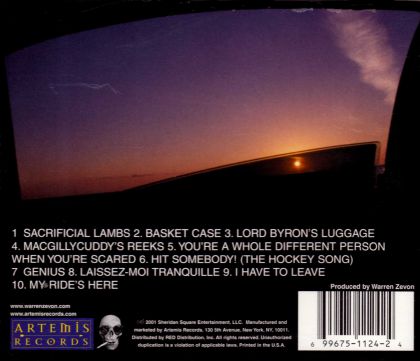 1 SACRIFICIAL LAMBS 2. BASKET CASE 3. LORD BYRON'S LUGGAGE
4. MACGILLYCUDDY'S REEKS 5. YOU'RE A WHOLE DIFFERENT PERSON
WHEN YOU'RE SCARED 6. HIT SOMEBODY! (THE HOCKEY SONG)
7 GENIUS 8. LAISSEZ-MOI TRANQUILLE 9. I HAVE TO LEAVE
10. MY RIDE'S HERE
Produced by Warren Zevon
www.warrenzevon.com
www.artemisrecords.com
ARTEMIS
RECORDS
2001 Sheridan Square Entertainment, LLC. Manufactured and
marketed by Artemis Records, 130 5th Avenue, New York, NY, 10011.
Distributed by RED Distribution, Inc. All rights reserved. Unauthorized
duplication is a violation of applicable laws. Printed in the U.S.A.
6 99675-1124-2 4